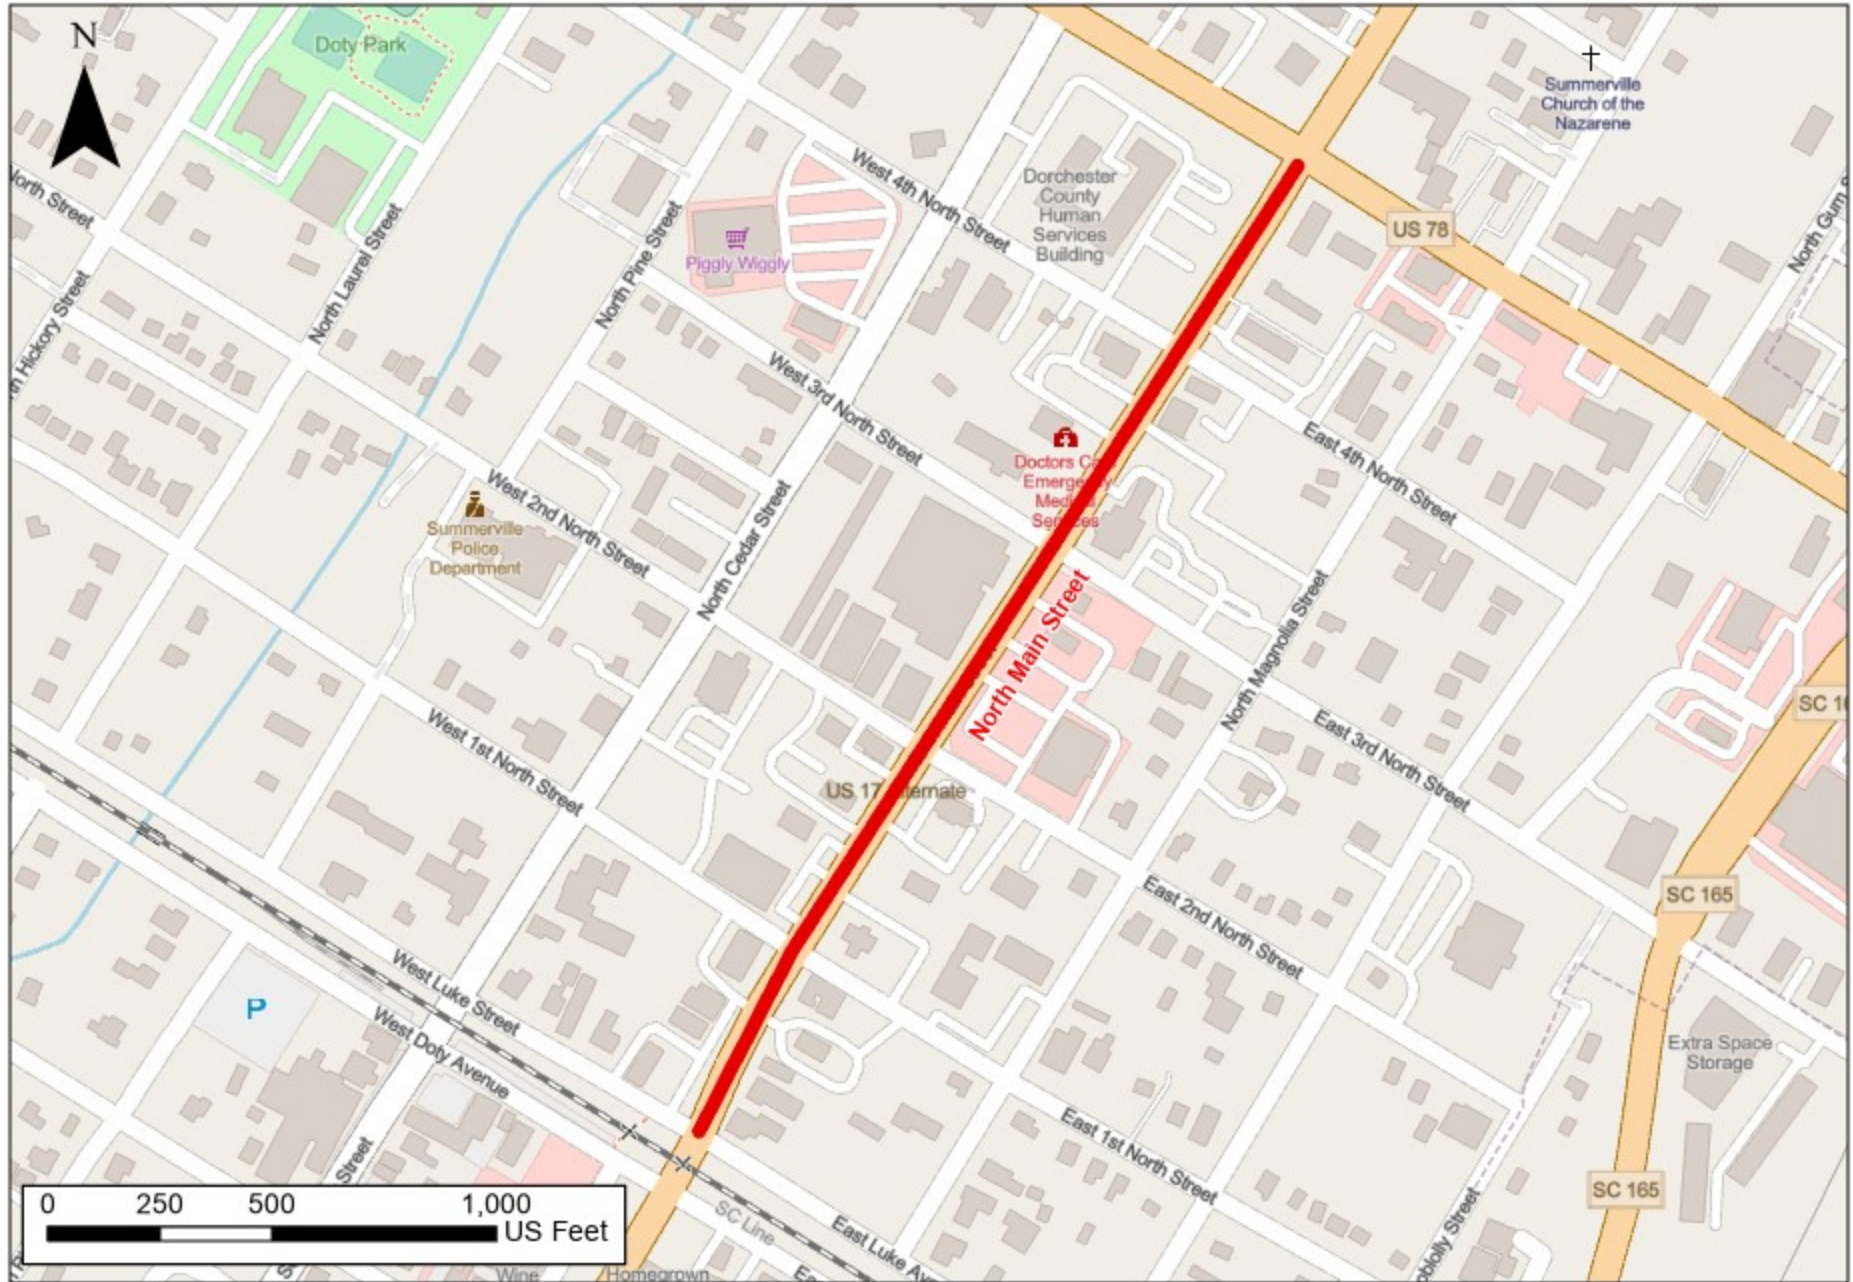 N
Doty Park
Summerville
Church of the
Nazarene
North Street
West 4th North Street
Dorchester
County
Human
Services
Building
US 78
Piggly Wiggly
North Pine Street
North Laurel Street
Hickory Street
North Gum
West 3rd North Street
Doctors Ca
Emergency
Medical
Services
East 4th North Street
West 2nd North Street
Summerville
Police
Department
North Cedar Street
North Main Street
North Magnolia Street
SC 16
West 1st North Street
East 3rd North Street
US 17 Alternate
SC 165
East 2nd North Street
West Luke Street
P
West Doty Avenue
Extra Space
Storage
East 1st North Street
Street
SC 165
0 250 500 1,000
US Feet
SC Line
East Luke Av
oblolly Street
Wine
Homegrown